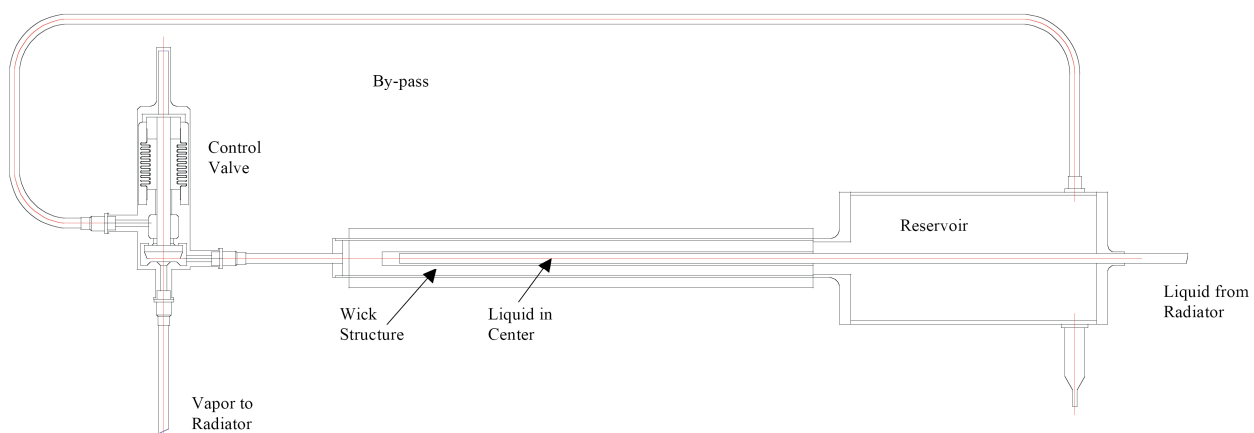 By-pass
Control
Valve
Reservoir
Wick
Structure
Liquid in
Center
Liquid from
Radiator
Vapor to
Radiator